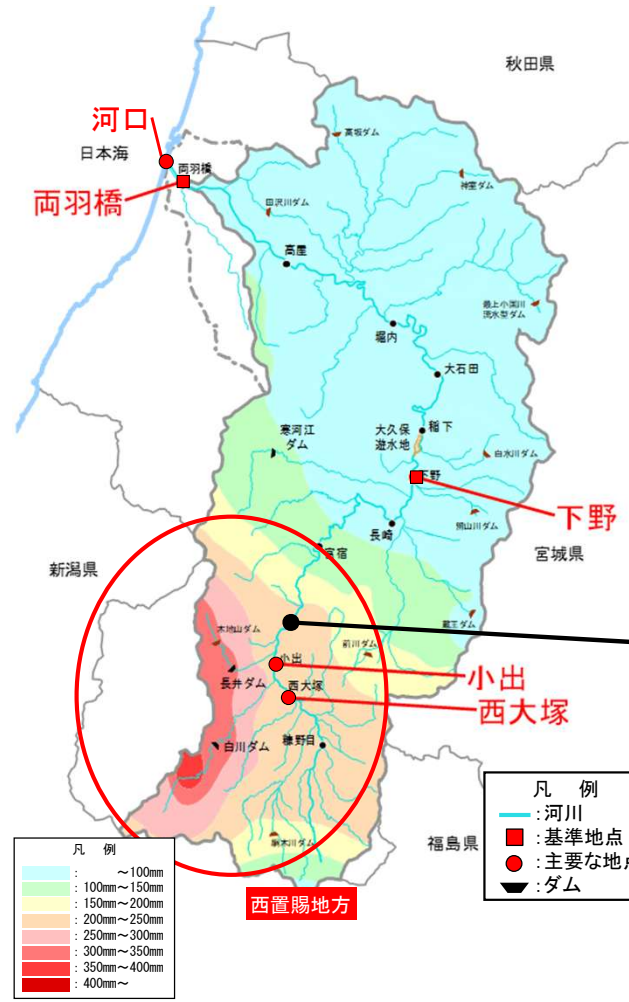 秋田県
河口
日本海
両羽橋
両羽橋
高坂ダム
神室ダム
田沢川ダム
高屋
最上小国川
流水型ダム
堀内
大石田
寒河江
ダム
大久保
遊水地
稲下
白水川ダム
下野
下野
長崎
宮城県
新潟県
蔵王ダム
木地山ダム
前川ダム
小出
小出
長井ダム
西大塚
西大塚
白川ダム
糠野目
福島県
西置賜地方
凡 例
:河川
:基準地点
:主要な地点
:ダム
凡 例
: ~100mm
: 100mm~150mm
: 150mm~200mm
: 200mm~250mm
: 250mm~300mm
: 300mm~350mm
: 350mm~400mm
: 400mm~